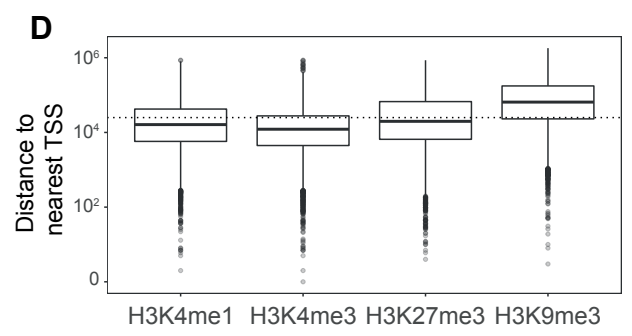 D
Distance to
nearest TSS
10⁶
10⁴
10²
0
H3K4me1 H3K4me3 H3K27me3 H3K9me3